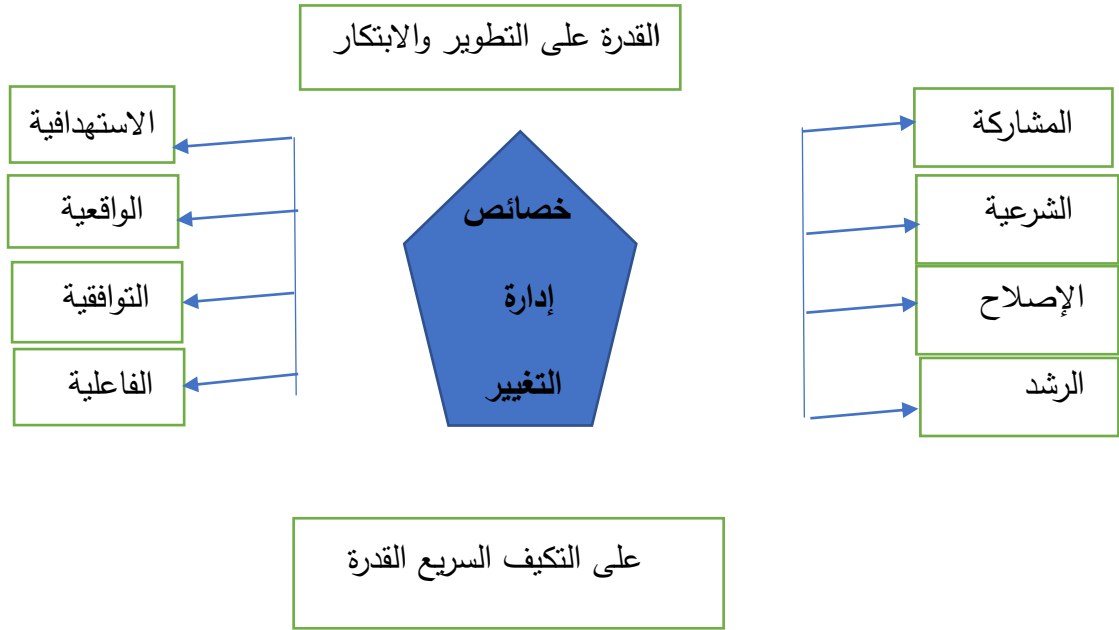 القدرة على التطوير والابتكار
المشاركة
الشرعية
الإصلاح
الرشد
خصائص
إدارة
التغيير
الاستهدافية
الواقعية
التوافقية
الفاعلية
على التكيف السريع القدرة